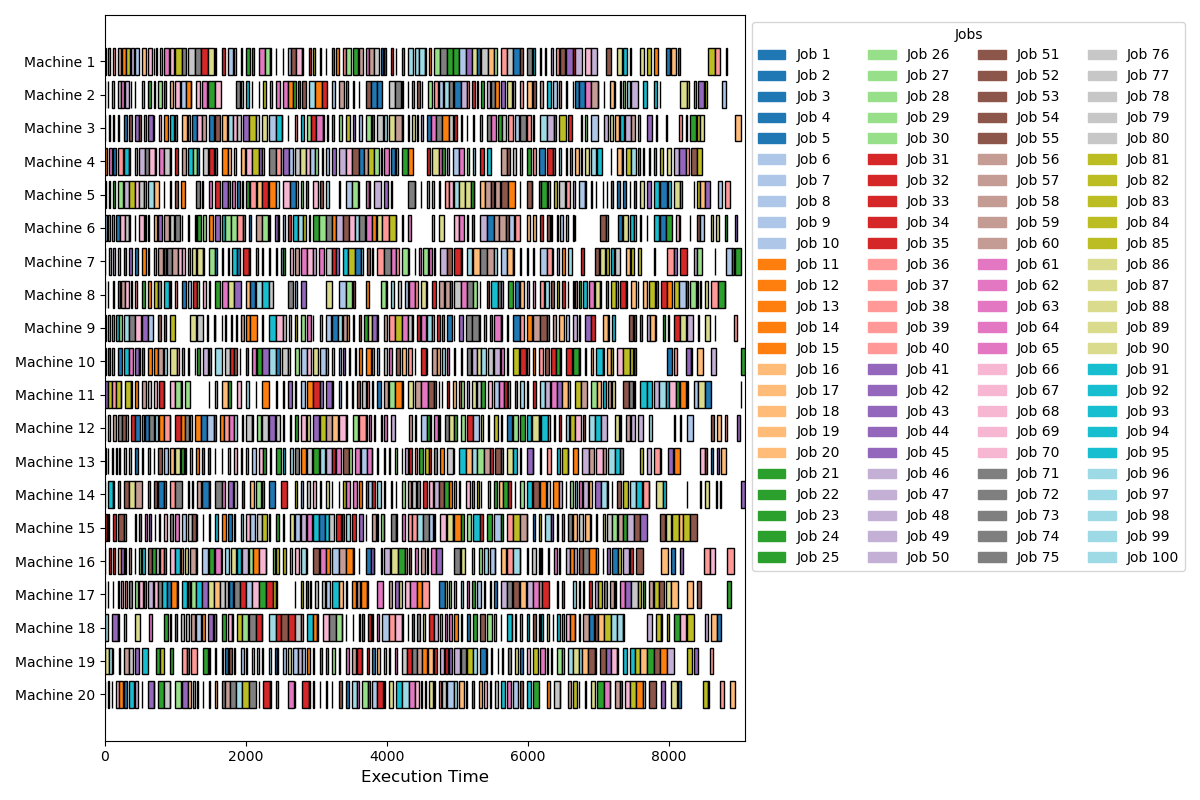 Machine 1
Machine 2
Machine 3
Machine 4
Machine 5
Machine 6
Machine 7
Machine 8
Machine 9
Machine 10
Machine 11
Machine 12
Machine 13
Machine 14
Machine 15
Machine 16
Machine 17
Machine 18
Machine 19
Machine 20
0 2000 4000 6000 8000
Execution Time
Jobs
Job 1 Job 26 Job 51 Job 76
Job 2 Job 27 Job 52 Job 77
Job 3 Job 28 Job 53 Job 78
Job 4 Job 29 Job 54 Job 79
Job 5 Job 30 Job 55 Job 80
Job 6 Job 31 Job 56 Job 81
Job 7 Job 32 Job 57 Job 82
Job 8 Job 33 Job 58 Job 83
Job 9 Job 34 Job 59 Job 84
Job 10 Job 35 Job 60 Job 85
Job 11 Job 36 Job 61 Job 86
Job 12 Job 37 Job 62 Job 87
Job 13 Job 38 Job 63 Job 88
Job 14 Job 39 Job 64 Job 89
Job 15 Job 40 Job 65 Job 90
Job 16 Job 41 Job 66 Job 91
Job 17 Job 42 Job 67 Job 92
Job 18 Job 43 Job 68 Job 93
Job 19 Job 44 Job 69 Job 94
Job 20 Job 45 Job 70 Job 95
Job 21 Job 46 Job 71 Job 96
Job 22 Job 47 Job 72 Job 97
Job 23 Job 48 Job 73 Job 98
Job 24 Job 49 Job 74 Job 99
Job 25 Job 50 Job 75 Job 100